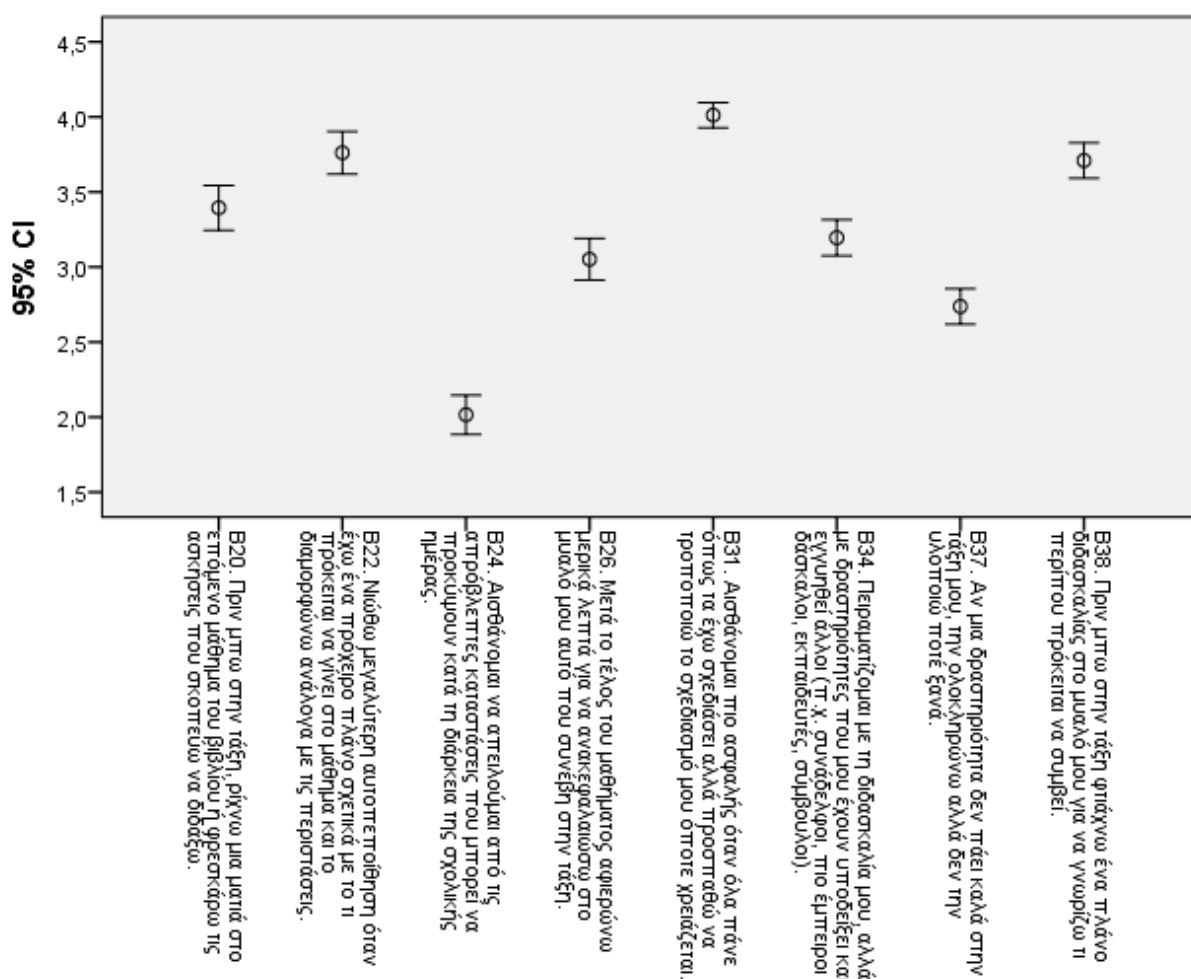 4,5
4,0
3,5
3,0
2,5
2,0
1,5
95% CI
B20. Πριν μπω στην τάξη, ρίχνω μια ματιά στο
επόμενο μάθημα του βιβλίου ή φρεσκάρω τις
ασκήσεις που σκοπεύω να διδάξω.
B22. Νιώθω μεγαλύτερη αυτοπεποίθηση όταν
έχω ένα πρόχειρο πλάνο σχετικά με το τι
πρόκειται να γίνει στο μάθημα και το
διαμορφώνω ανάλογα με τις περιστάσεις.
B24. Αισθάνομαι να απειλούμαι από τις
απρόβλεπτες καταστάσεις που μπορεί να
προκύψουν κατά τη διάρκεια της σχολικής
ημέρας.
B26. Μετά το τέλος του μαθήματος αφιερώνω
μερικά λεπτά για να ανακεφαλαιώσω στο
μυαλό μου αυτό που συνέβη στην τάξη.
B31. Αισθάνομαι πιο ασφαλής όταν όλα πάνε
όπως τα έχω σχεδιάσει αλλά προσπαθώ να
τροποποιώ το σχεδιασμό μου όποτε χρειάζεται.
B34. Πειραματίζομαι με τη διδασκαλία μου, αλλά
με δραστηριότητες που μου έχουν υποδείξει κα
εγγυηθεί άλλοι (π.χ. συνάδελφοι, πιο έμπειροι
δάσκαλοι, εκπαιδευτές, σύμβουλοι).
B37. Αν μια δραστηριότητα δεν πάει καλά στην
τάξη μου, την ολοκληρώνω αλλά δεν την
υλοποιώ ποτέ ξανά.
B38. Πριν μπω στην τάξη φτιάχνω ένα πλάνο
διδασκαλίας στο μυαλό μου για να γνωρίζω τι
περίπου πρόκειται να συμβεί.